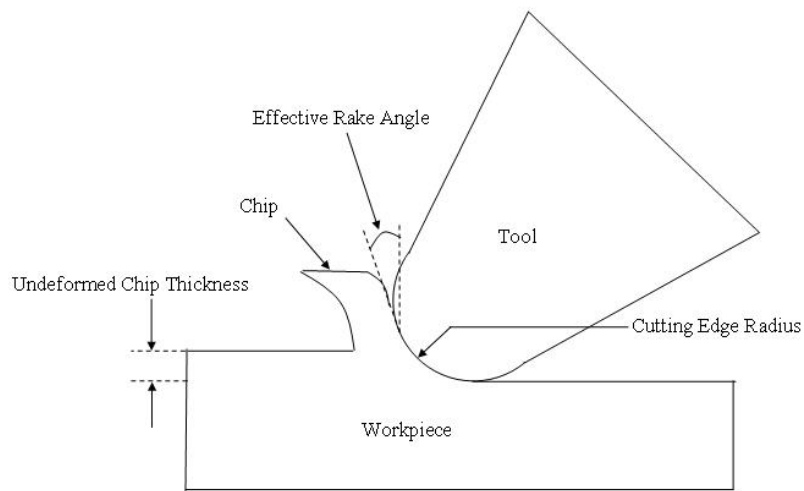 Effective Rake Angle
Chip
Tool
Undeformed Chip Thickness
Cutting Edge Radius
Workpiece